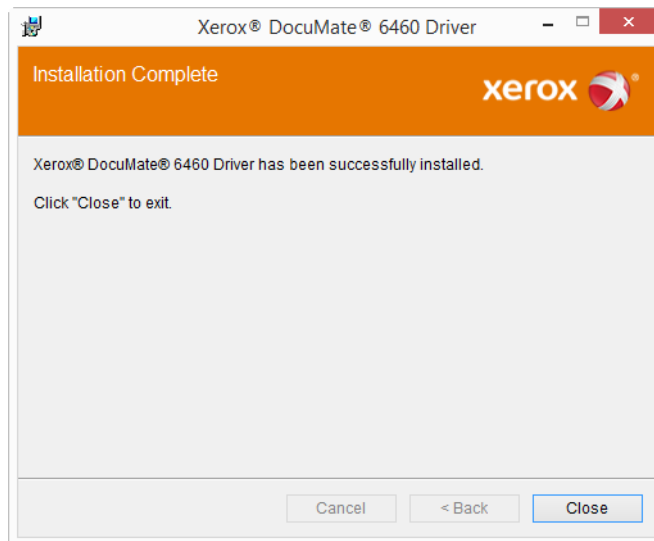 Xerox® DocuMate® 6460 Driver
Installation Complete
xerox
Xerox® DocuMate® 6460 Driver has been successfully installed.
Click "Close" to exit.
Cancel
< Back
Close